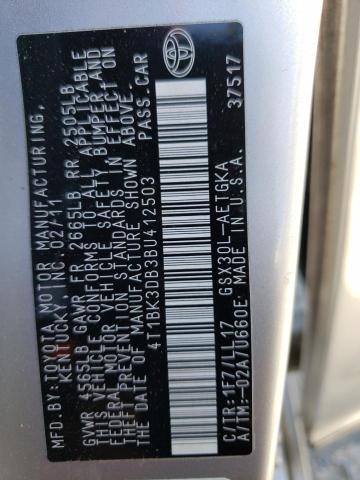 MFD.BY: TOYOTA MOTOR MANUFACTURING,
KENTUCKY, INC. 02/11
GVWR 4565LB GAWR FR 2665LB RR 2505LB
THIS VEHICLE CONFORMS TO ALL APPLICABLE
FEDERAL MOTOR VEHICLE SAFETY, BUMPER, AND
THEFT PREVENTION STANDARDS IN EFFECT ON
THE DATE OF MANUFACTURE SHOWN ABOVE.
4T1BK3DB3BU412503 PASS.CAR
C/TR:1F7/LL17 GSX30L-AETGKA
A/TM:-02A/U660E MADE IN U.S.A. 37517
TOYOTA